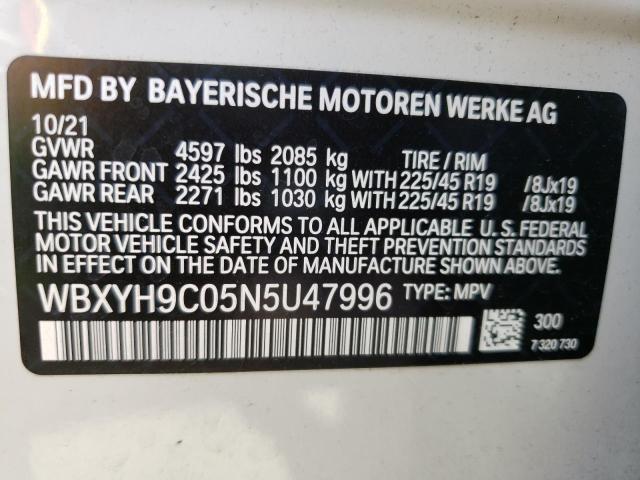 MFD BY BAYERISCHE MOTOREN WERKE AG
10/21
GVWR 4597 lbs 2085 kg TIRE / RIM
GAWR FRONT 2425 lbs 1100 kg WITH 225/45 R19 /8Jx19
GAWR REAR 2271 lbs 1030 kg WITH 225/45 R19 /8Jx19
THIS VEHICLE CONFORMS TO ALL APPLICABLE U. S. FEDERAL
MOTOR VEHICLE SAFETY AND THEFT PREVENTION STANDARDS
IN EFFECT ON THE DATE OF MANUFACTURE SHOWN ABOVE.
WBXYH9C05N5U47996 TYPE: MPV
300
7 320 730